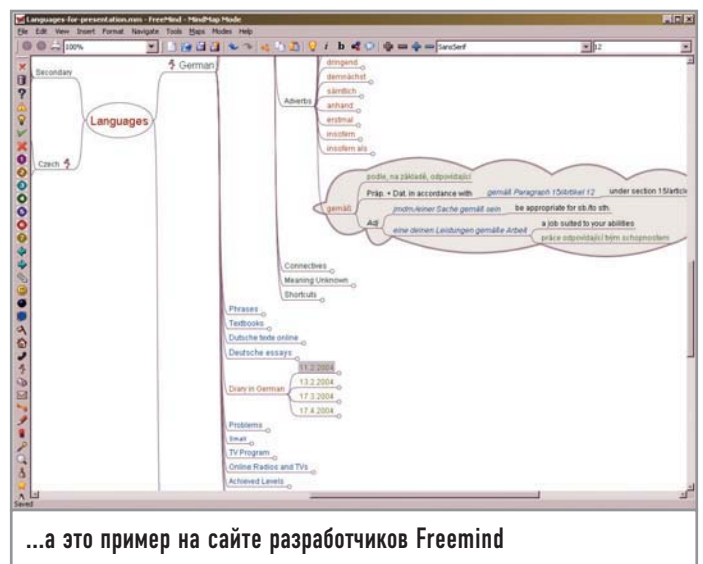 Languages-for-presentation.mm - FreeMind - MindMap Mode
File Edit View Insert Format Navigate Tools Maps Modes Help
100%
SansSerif
12
Secondary
Languages
Czech
German
Adverbs
dringend
demnächst
sämtlich
anhand
erstmal
insofern
insofern als
gemäß
podle, na základě, odpovídající
Präp. + Dat. in accordance with
gemäß Paragraph 15/Artikel 12
under section 15/article
Adj
jmdm./einer Sache gemäß sein
be appropriate for sb./to sth.
eine deinen Leistungen gemäße Arbeit
a job suited to your abilities
práce odpovídající tvým schopnostem
Connectives
Meaning Unknown
Shortcuts
Phrases
Textbooks
Dutsche texte online
Deutsche essays
Diary in German
11.2.2004
13.2.2004
17.3.2004
17.4.2004
Problems
Small
TV Program
Online Radios and TVs
Achieved Levels
Saved
...а это пример на сайте разработчиков Freemind